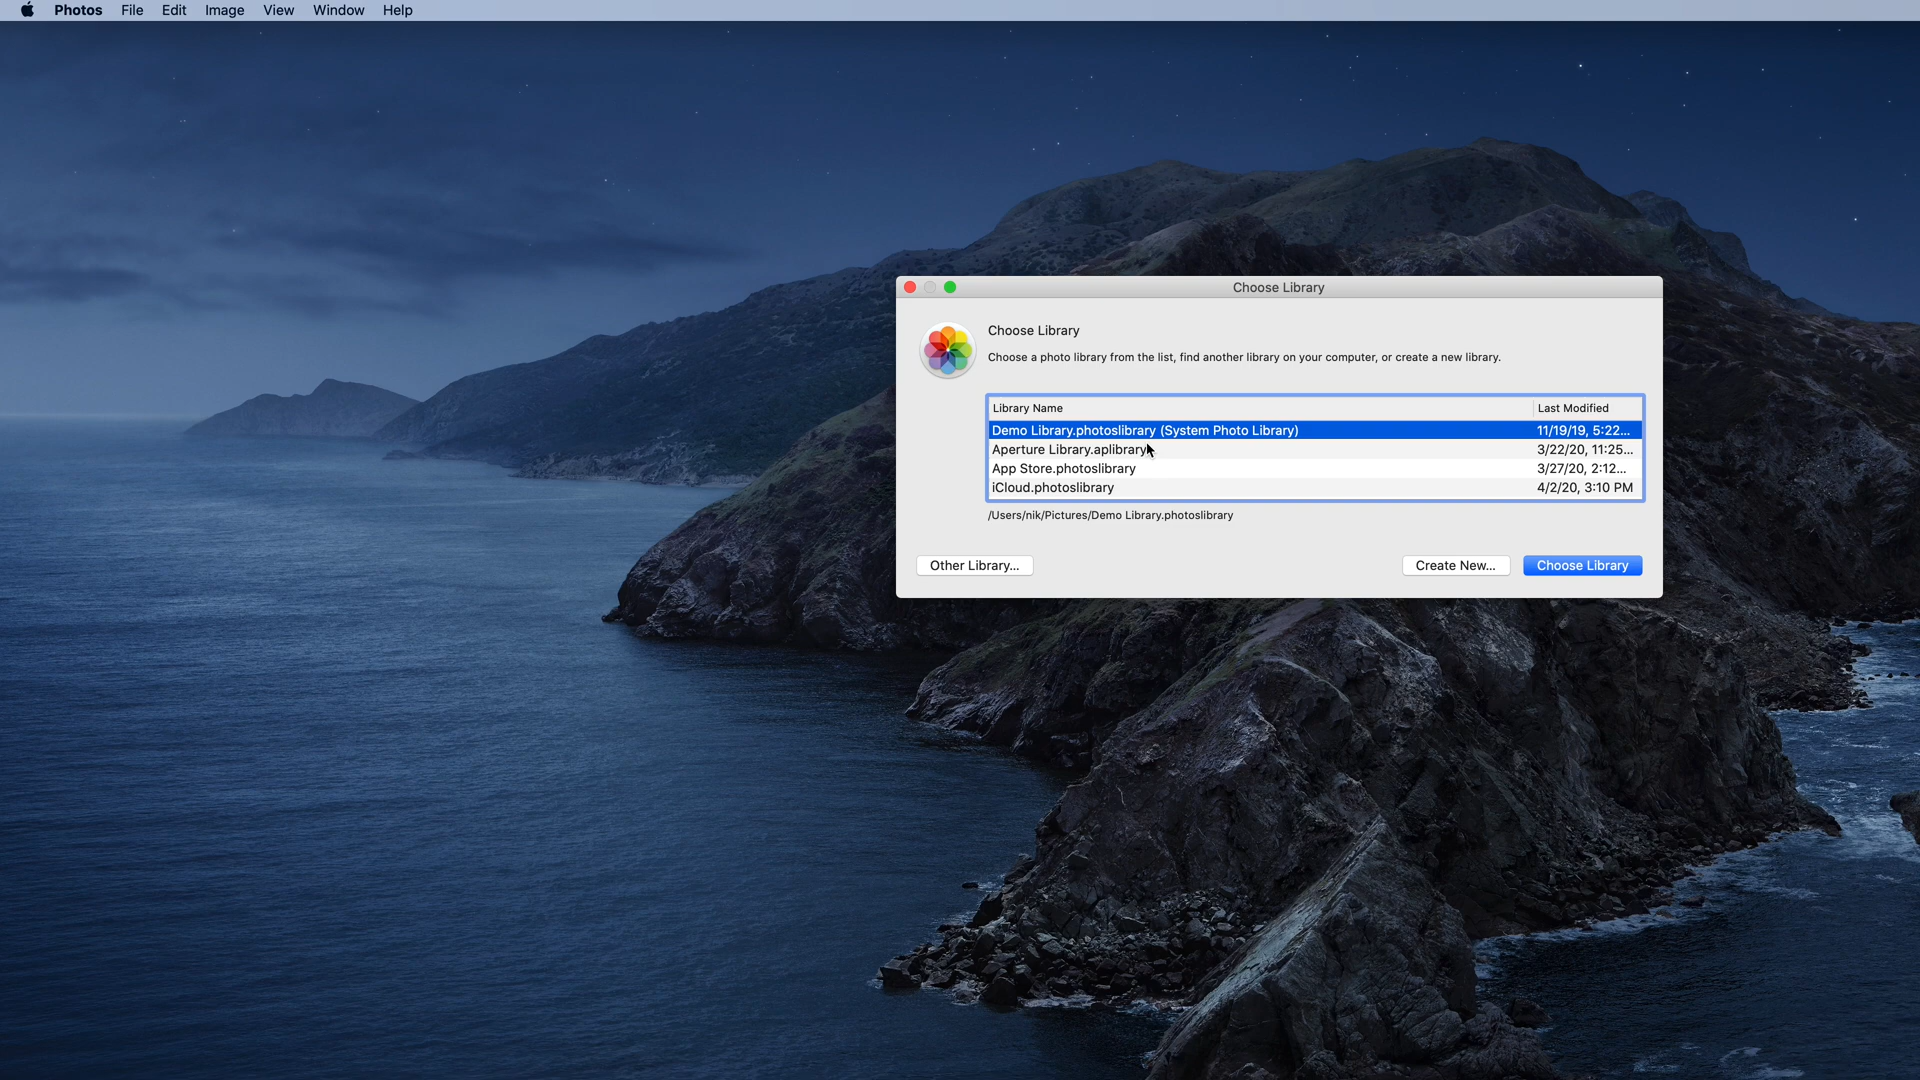 Photos File Edit Image View Window Help
Choose Library
Choose Library
Choose a photo library from the list, find another library on your computer, or create a new library.
Library Name Last Modified
Demo Library.photoslibrary (System Photo Library) 11/19/19, 5:22...
Aperture Library.aplibrary 3/22/20, 11:25...
App Store.photoslibrary 3/27/20, 2:12...
iCloud.photoslibrary 4/2/20, 3:10 PM
/Users/nik/Pictures/Demo Library.photoslibrary
Other Library... Create New... Choose Library